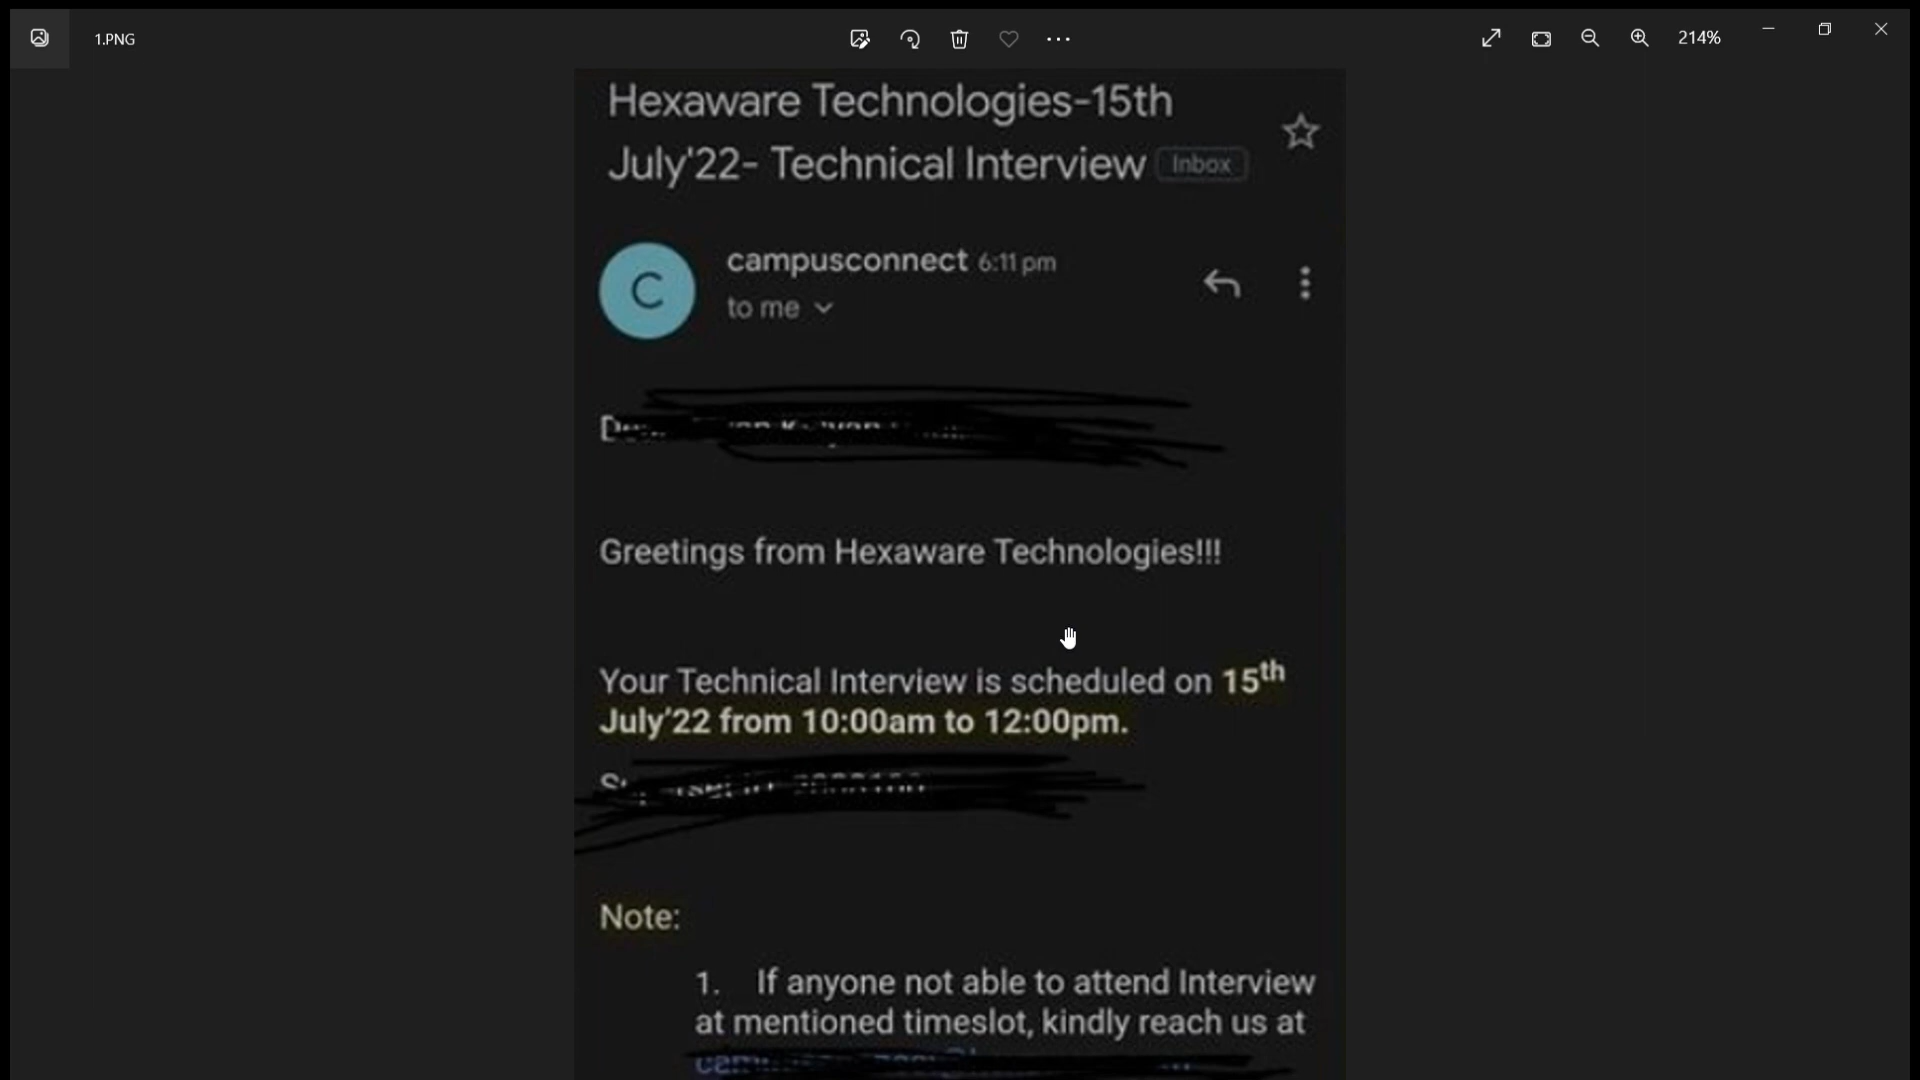 1.PNG
214%
Hexaware Technologies-15th
July'22- Technical Interview Inbox
C
campusconnect 6:11 pm
to me
Greetings from Hexaware Technologies!!!
Your Technical Interview is scheduled on 15th
July'22 from 10:00am to 12:00pm.
Note:
1. If anyone not able to attend Interview
at mentioned timeslot, kindly reach us at